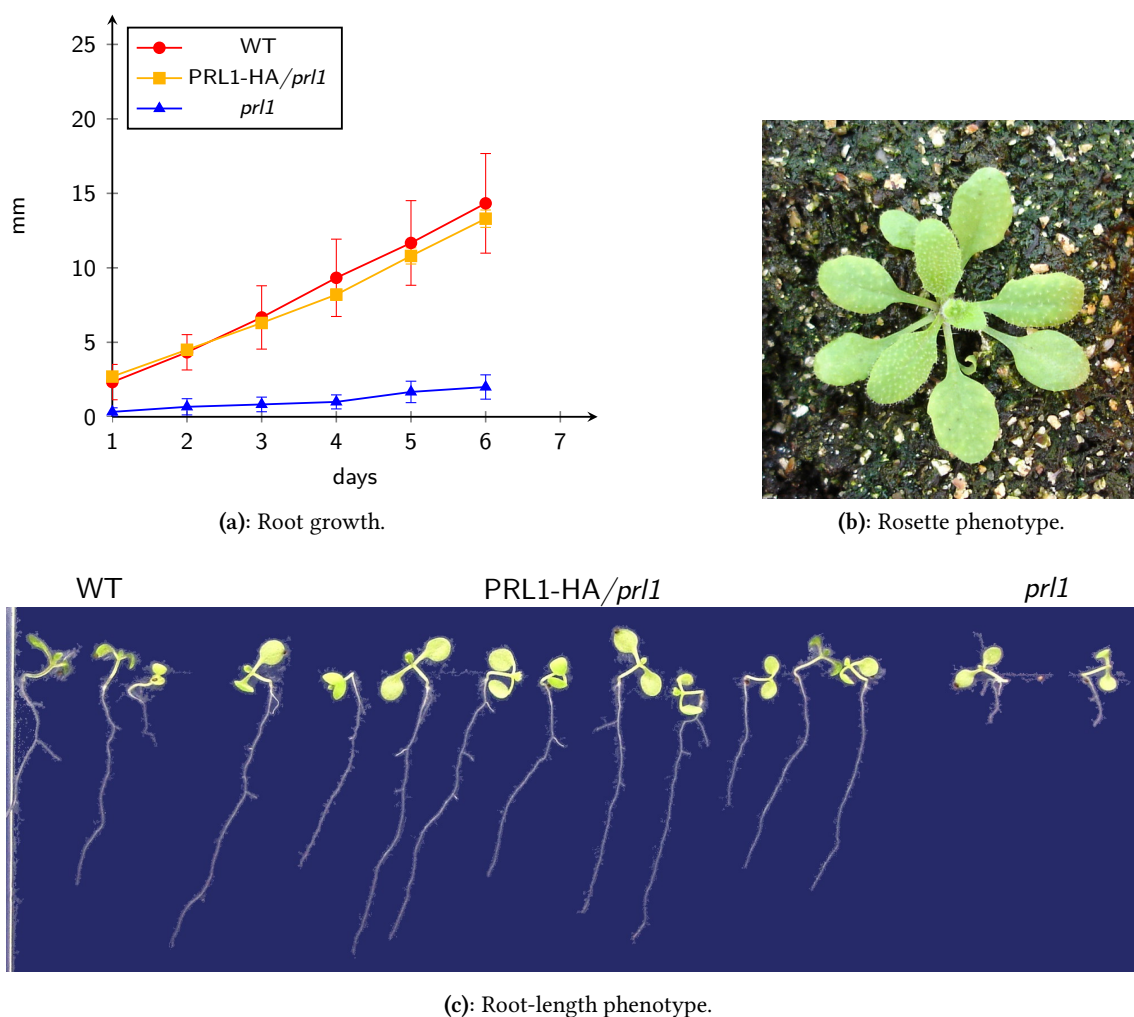 25
20
15
10
5
0
mm
WT
PRL1-HA/prl1
prl1
1 2 3 4 5 6 7
days
(a): Root growth.
(b): Rosette phenotype.
WT PRL1-HA/prl1 prl1
(c): Root-length phenotype.